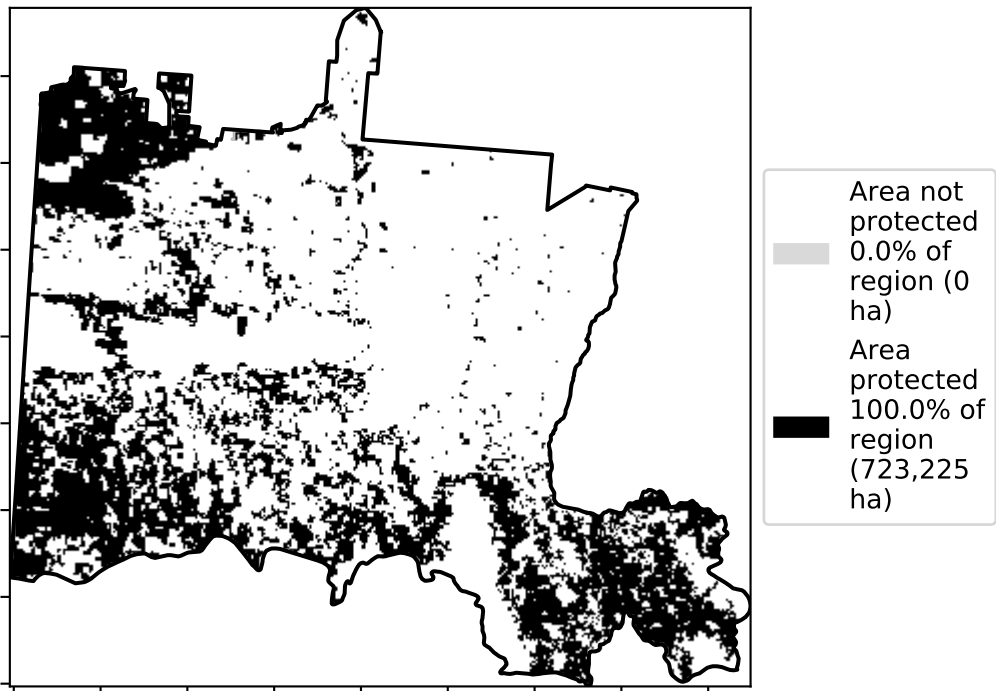 Area not
protected
0.0% of
region (0
ha)
Area
protected
100.0% of
region
(723,225
ha)